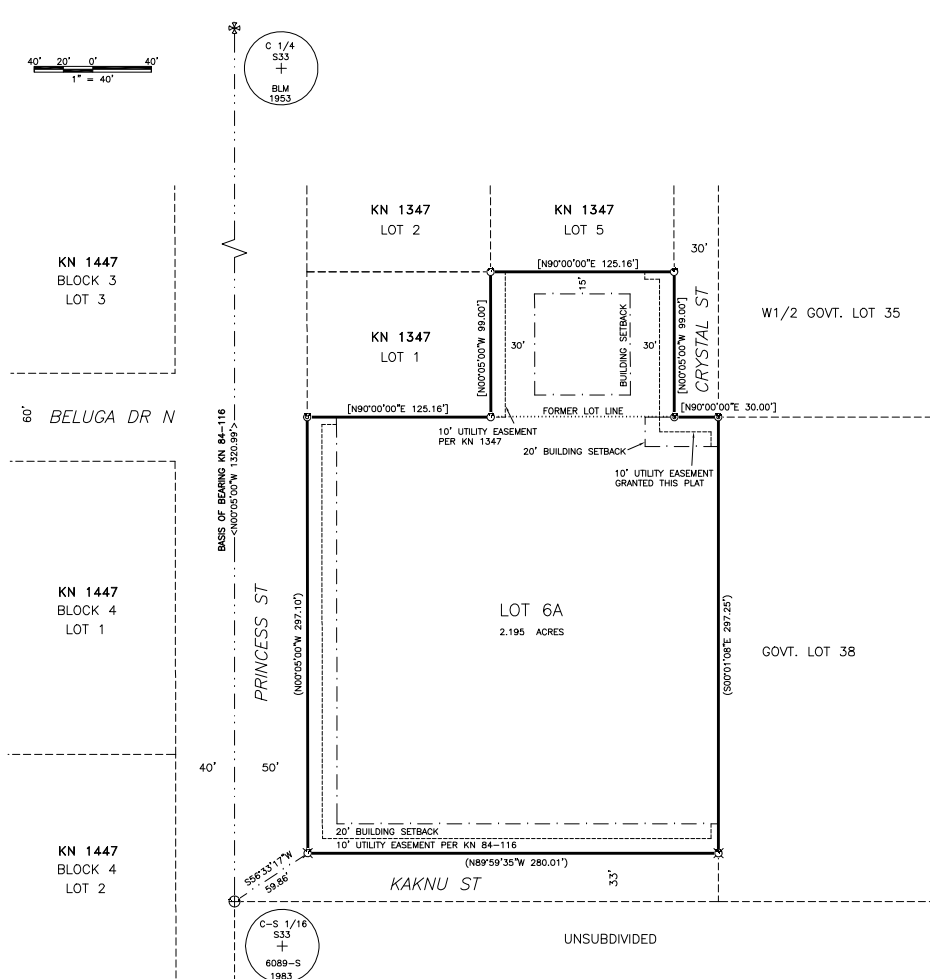 C 1/4
S33
BLM
1953
40' 20' 0' 40'
1" = 40'
KN 1347
LOT 2
KN 1347
LOT 5
30'
KN 1447
BLOCK 3
LOT 3
[N90°00'00"E 125.16']
15'
BUILDING SETBACK
30'
30'
[N00°05'00"W 99.00']
[N00°05'00"W 99.00']
CRYSTAL ST
W1/2 GOVT. LOT 35
KN 1347
LOT 1
[N90°00'00"E 125.16']
FORMER LOT LINE
[N90°00'00"E 30.00']
60'
BELUGA DR N
10' UTILITY EASEMENT
PER KN 1347
20' BUILDING SETBACK
10' UTILITY EASEMENT
GRANTED THIS PLAT
BASIS OF BEARING KN 84-116
<N00°05'00"W 1320.99'>
KN 1447
BLOCK 4
LOT 1
PRINCESS ST
(N00°05'00"W 297.10')
LOT 6A
2.195 ACRES
(S00°01'08"E 297.25')
GOVT. LOT 38
40'
50'
20' BUILDING SETBACK
10' UTILITY EASEMENT PER KN 84-116
(N89°59'35"W 280.01')
KN 1447
BLOCK 4
LOT 2
S56°33'17"W
59.86'
KAKNU ST
33'
C-S 1/16
S33
6089-S
1983
UNSUBDIVIDED